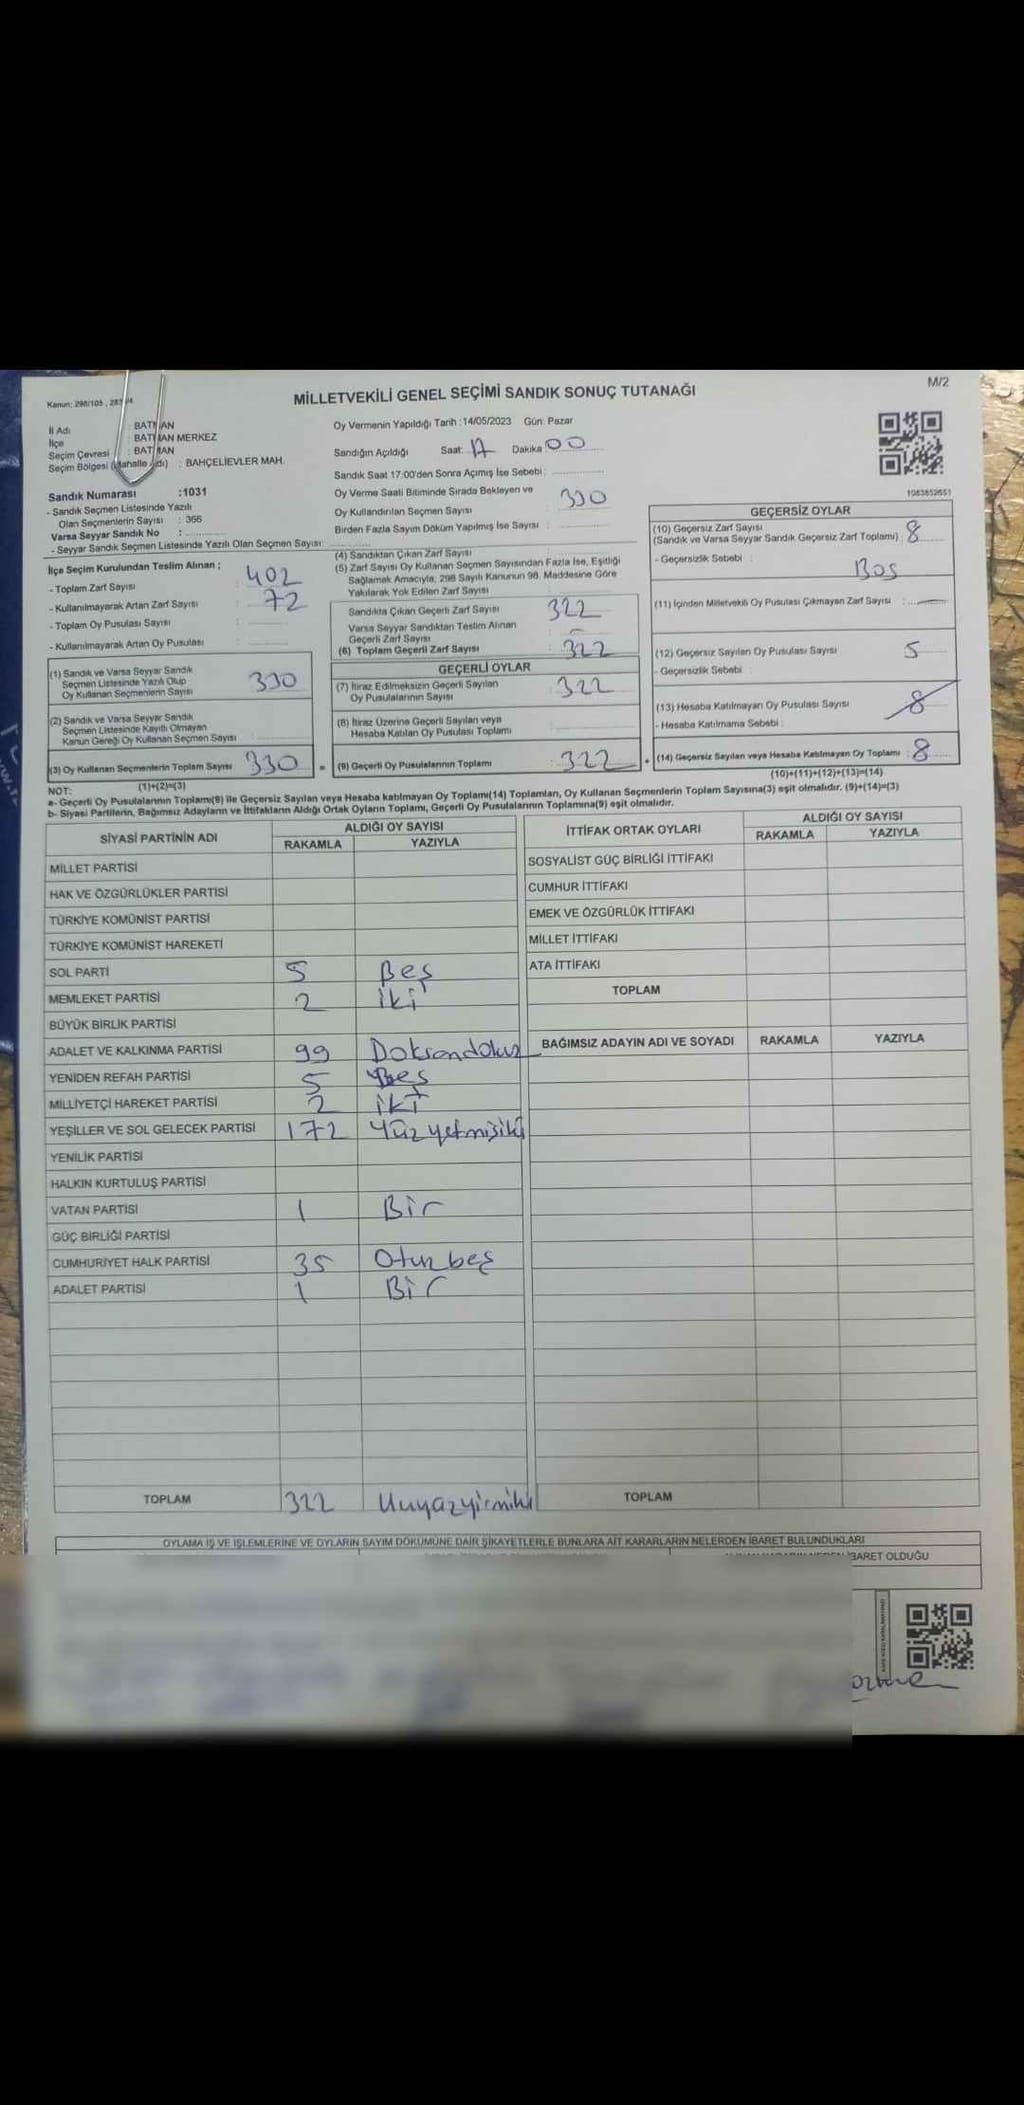 M/2
MİLLETVEKİLİ GENEL SEÇİMİ SANDIK SONUÇ TUTANAĞI
Kanun: 298/105 , 283
İl Adı : BATMAN
İlçe : BATMAN MERKEZ
Seçim Çevresi : BATMAN
Seçim Bölgesi (Mahalle Adı) : BAHÇELİEVLER MAH.
Sandık Numarası :1031
- Sandık Seçmen Listesinde Yazılı
Olan Seçmenlerin Sayısı : 366
Varsa Seyyar Sandık No :
- Seyyar Sandık Seçmen Listesinde Yazılı Olan Seçmen Sayısı:
İlçe Seçim Kurulundan Teslim Alınan ;
- Toplam Zarf Sayısı : 402
- Kullanılmayarak Artan Zarf Sayısı : 72
- Toplam Oy Pusulası Sayısı :
- Kullanılmayarak Artan Oy Pusulası :
(1) Sandık ve Varsa Seyyar Sandık
Seçmen Listesinde Yazılı Olup
Oy Kullanan Seçmenlerin Sayısı 330
(2) Sandık ve Varsa Seyyar Sandık
Seçmen Listesinde Kayıtlı Olmayan
Kanun Gereği Oy Kullanan Seçmen Sayısı :
(3) Oy Kullanan Seçmenlerin Toplam Sayısı 330
(1)+(2)=(3)
Oy Vermenin Yapıldığı Tarih :14/05/2023 Gün: Pazar
Sandığın Açıldığı Saat: 17 Dakika 00
Sandık Saat 17:00'den Sonra Açımış İse Sebebi :
Oy Verme Saati Bitiminde Sırada Bekleyen ve
Oy Kullandırılan Seçmen Sayısı : 330
Birden Fazla Sayım Döküm Yapılmış İse Sayısı :
(4) Sandıktan Çıkan Zarf Sayısı :
(5) Zarf Sayısı Oy Kullanan Seçmen Sayısından Fazla İse, Eşitliği
Sağlamak Amacıyla, 298 Sayılı Kanunun 98. Maddesine Göre
Yakılarak Yok Edilen Zarf Sayısı :
Sandıkta Çıkan Geçerli Zarf Sayısı 322
Varsa Seyyar Sandıktan Teslim Alınan
Geçerli Zarf Sayısı : -
(6) Toplam Geçerli Zarf Sayısı : 322
GEÇERLİ OYLAR
(7) İtiraz Edilmeksizin Geçerli Sayılan
Oy Pusulalarının Sayısı : 322
(8) İtiraz Üzerine Geçerli Sayılan veya
Hesaba Katılan Oy Pusulası Toplamı :
= (9) Geçerli Oy Pusulalarının Toplamı : 322 +
1083852651
GEÇERSİZ OYLAR
(10) Geçersiz Zarf Sayısı
(Sandık ve Varsa Seyyar Sandık Geçersiz Zarf Toplamı) : 8
- Geçersizlik Sebebi : Boş
(11) İçinden Milletvekili Oy Pusulası Çıkmayan Zarf Sayısı :
(12) Geçersiz Sayılan Oy Pusulası Sayısı : 5
- Geçersizlik Sebebi :
(13) Hesaba Katılmayan Oy Pusulası Sayısı : 8
- Hesaba Katılmama Sebebi :
(14) Geçersiz Sayılan veya Hesaba Katılmayan Oy Toplamı : 8
(10)+(11)+(12)+(13)=(14)
NOT:
a- Geçerli Oy Pusulalarının Toplamı(9) ile Geçersiz Sayılan veya Hesaba katılmayan Oy Toplamı(14) Toplamları, Oy Kullanan Seçmenlerin Toplam Sayısına(3) eşit olmalıdır. (9)+(14)=(3)
b- Siyasi Partilerin, Bağımsız Adayların ve İttifakların Aldığı Ortak Oyların Toplamı, Geçerli Oy Pusulalarının Toplamına(9) eşit olmalıdır.
SİYASİ PARTİNİN ADI ALDIĞI OY SAYISI
RAKAMLA YAZIYLA
MİLLET PARTİSİ
HAK VE ÖZGÜRLÜKLER PARTİSİ
TÜRKİYE KOMÜNİST PARTİSİ
TÜRKİYE KOMÜNİST HAREKETİ
SOL PARTİ 5 Beş
MEMLEKET PARTİSİ 2 iki
BÜYÜK BİRLİK PARTİSİ
ADALET VE KALKINMA PARTİSİ 99 Doksandokuz
YENİDEN REFAH PARTİSİ 5 Beş
MİLLİYETÇİ HAREKET PARTİSİ 2 iki
YEŞİLLER VE SOL GELECEK PARTİSİ 172 Yüzyetmişiki
YENİLİK PARTİSİ
HALKIN KURTULUŞ PARTİSİ
VATAN PARTİSİ 1 Bir
GÜÇ BİRLİĞİ PARTİSİ
CUMHURİYET HALK PARTİSİ 35 Otuzbeş
ADALET PARTİSİ 1 Bir
TOPLAM 322
İTTİFAK ORTAK OYLARI ALDIĞI OY SAYISI
RAKAMLA YAZIYLA
SOSYALİST GÜÇ BİRLİĞİ İTTİFAKI
CUMHUR İTTİFAKI
EMEK VE ÖZGÜRLÜK İTTİFAKI
MİLLET İTTİFAKI
ATA İTTİFAKI
TOPLAM
BAĞIMSIZ ADAYIN ADI VE SOYADI RAKAMLA YAZIYLA
TOPLAM
OYLAMA İŞ VE İŞLEMLERİNE VE OYLARIN SAYIM DÖKÜMÜNE DAİR ŞİKAYETLERLE BUNLARA AİT KARARLARIN NELERDEN İBARET BULUNDUKLARI
İBARET OLDUĞU